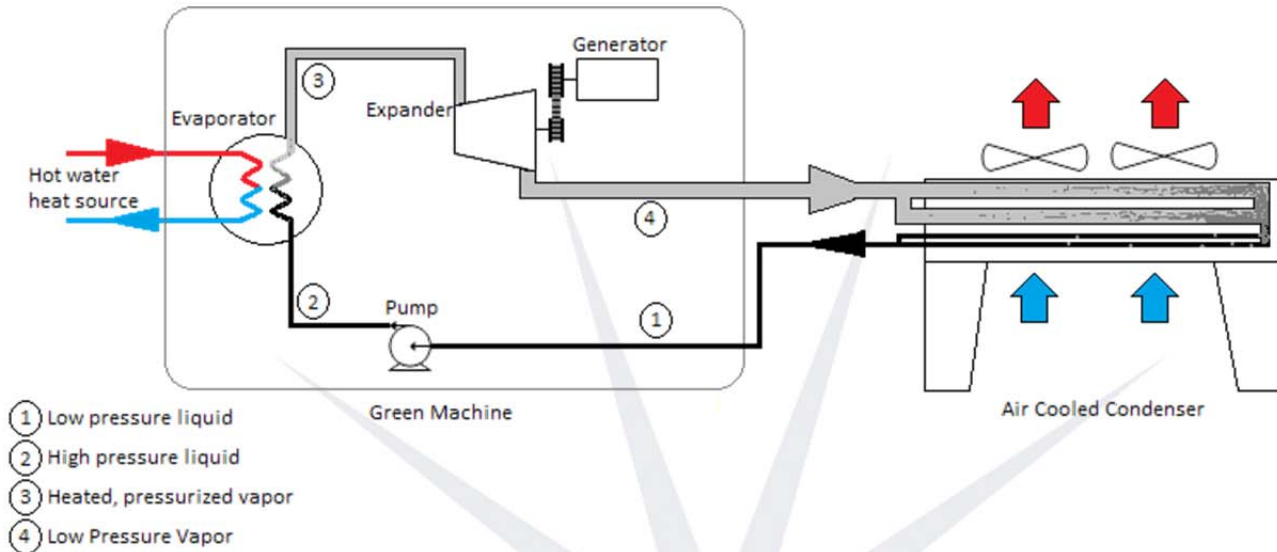 Generator
3
Expander
Evaporator
Hot water
heat source
4
2
Pump
1
Green Machine
Air Cooled Condenser
1 Low pressure liquid
2 High pressure liquid
3 Heated, pressurized vapor
4 Low Pressure Vapor